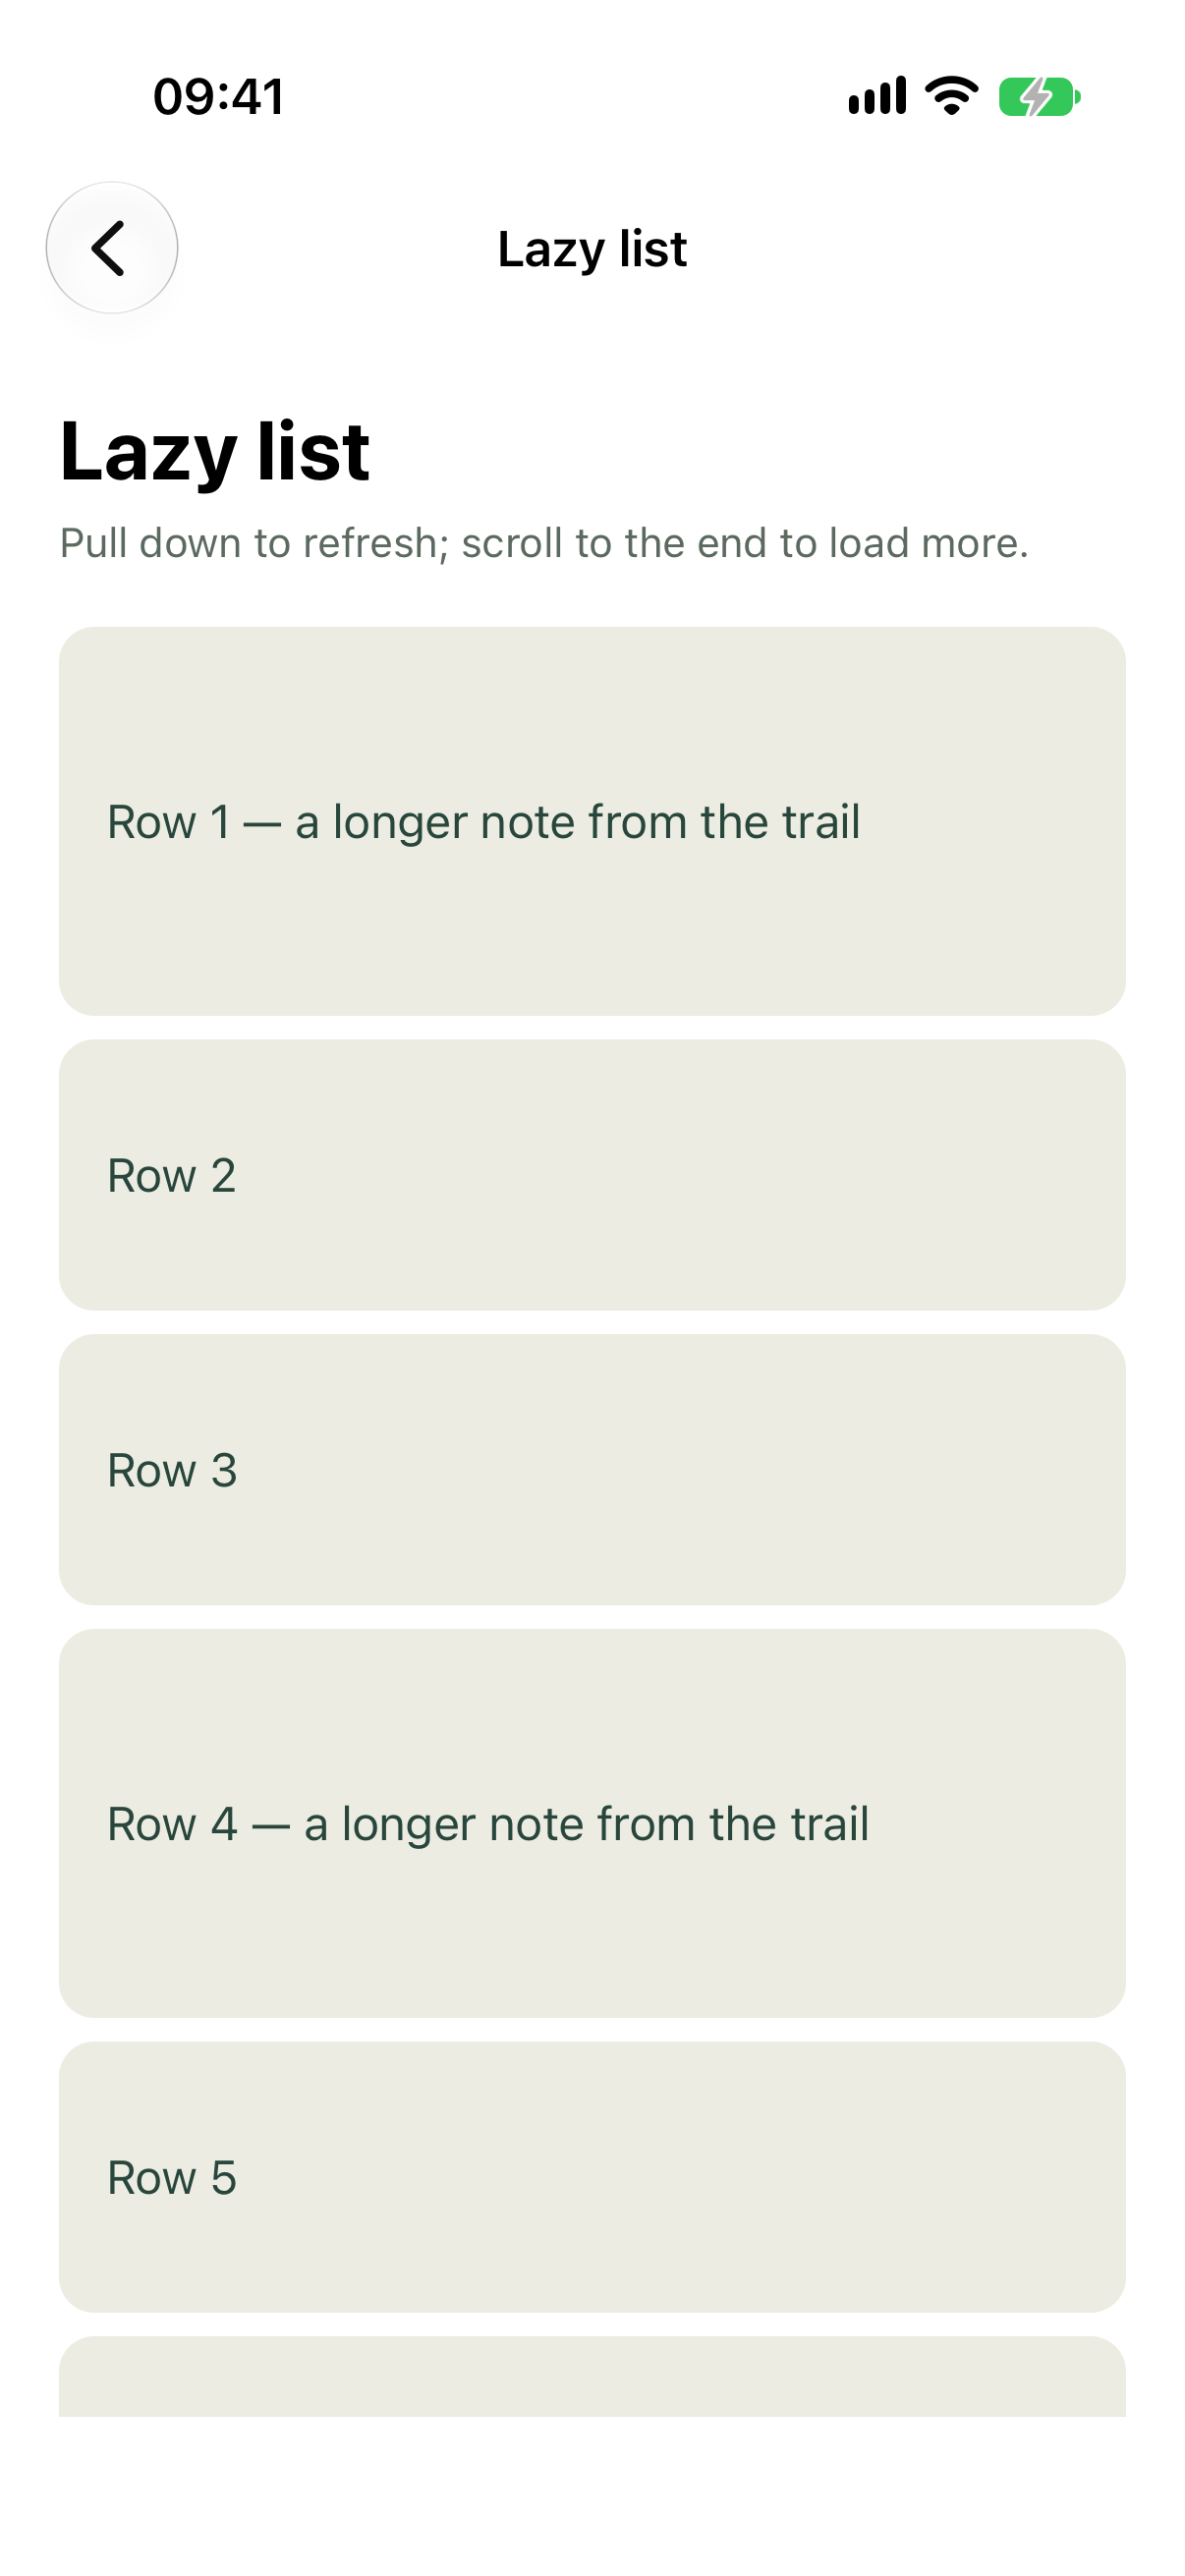 09:41
Lazy list
Lazy list
Pull down to refresh; scroll to the end to load more.
Row 1 — a longer note from the trail
Row 2
Row 3
Row 4 — a longer note from the trail
Row 5